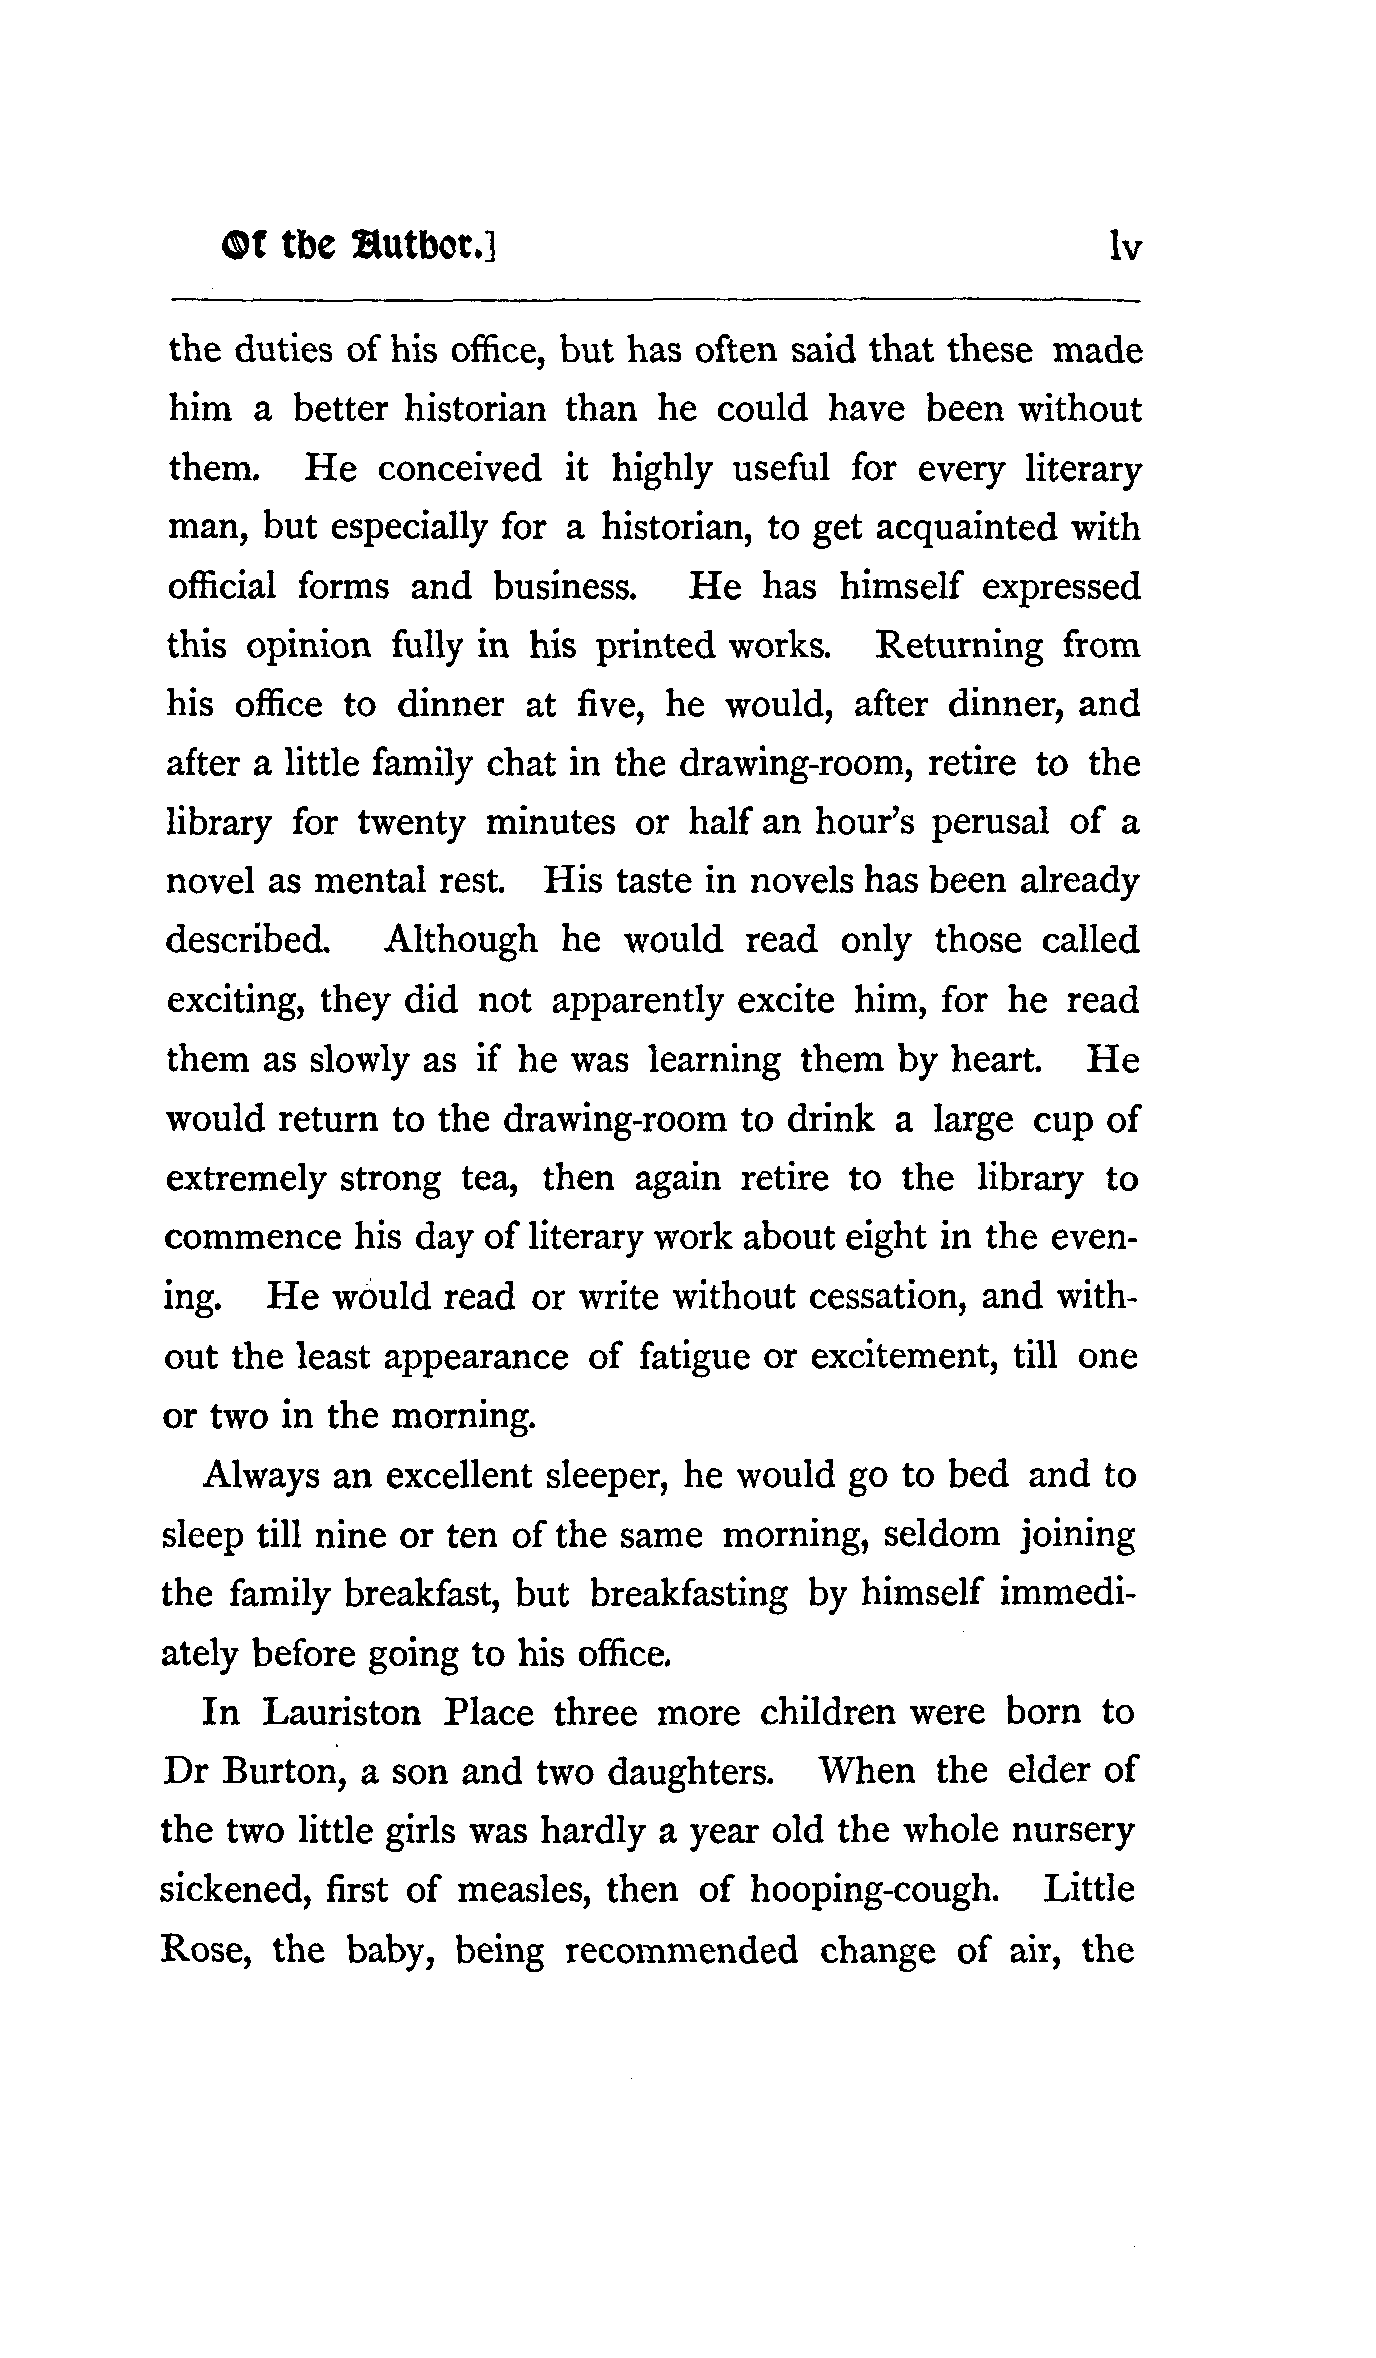 Of the Author.] lv
the duties of his office, but has often said that these made
him a better historian than he could have been without
them. He conceived it highly useful for every literary
man, but especially for a historian, to get acquainted with
official forms and business. He has himself expressed
this opinion fully in his printed works. Returning from
his office to dinner at five, he would, after dinner, and
after a little family chat in the drawing-room, retire to the
library for twenty minutes or half an hour's perusal of a
novel as mental rest. His taste in novels has been already
described. Although he would read only those called
exciting, they did not apparently excite him, for he read
them as slowly as if he was learning them by heart. He
would return to the drawing-room to drink a large cup of
extremely strong tea, then again retire to the library to
commence his day of literary work about eight in the even-
ing. He would read or write without cessation, and with-
out the least appearance of fatigue or excitement, till one
or two in the morning.
Always an excellent sleeper, he would go to bed and to
sleep till nine or ten of the same morning, seldom joining
the family breakfast, but breakfasting by himself immedi-
ately before going to his office.
In Lauriston Place three more children were born to
Dr Burton, a son and two daughters. When the elder of
the two little girls was hardly a year old the whole nursery
sickened, first of measles, then of hooping-cough. Little
Rose, the baby, being recommended change of air, the